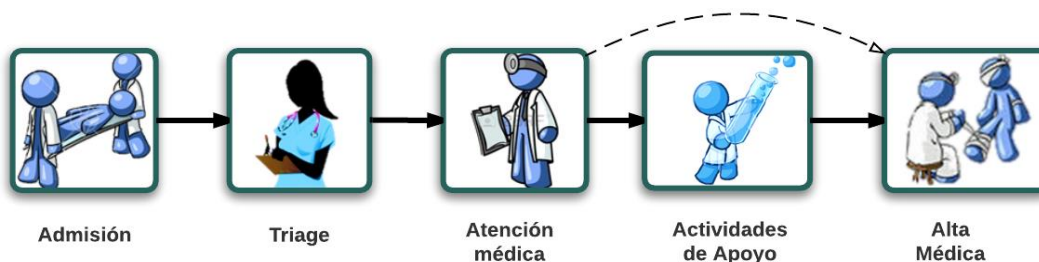 Admisión
Triage
Atención
médica
Actividades
de Apoyo
Alta
Médica